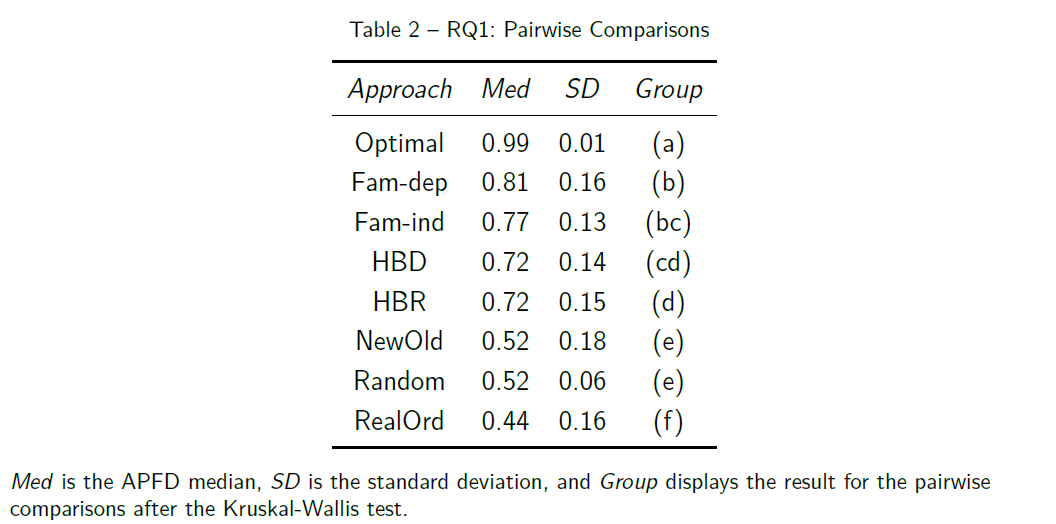 Table 2 – RQ1: Pairwise Comparisons
Approach Med SD Group
Optimal 0.99 0.01 (a)
Fam-dep 0.81 0.16 (b)
Fam-ind 0.77 0.13 (bc)
HBD 0.72 0.14 (cd)
HBR 0.72 0.15 (d)
NewOld 0.52 0.18 (e)
Random 0.52 0.06 (e)
RealOrd 0.44 0.16 (f)
Med is the APFD median, SD is the standard deviation, and Group displays the result for the pairwise
comparisons after the Kruskal-Wallis test.